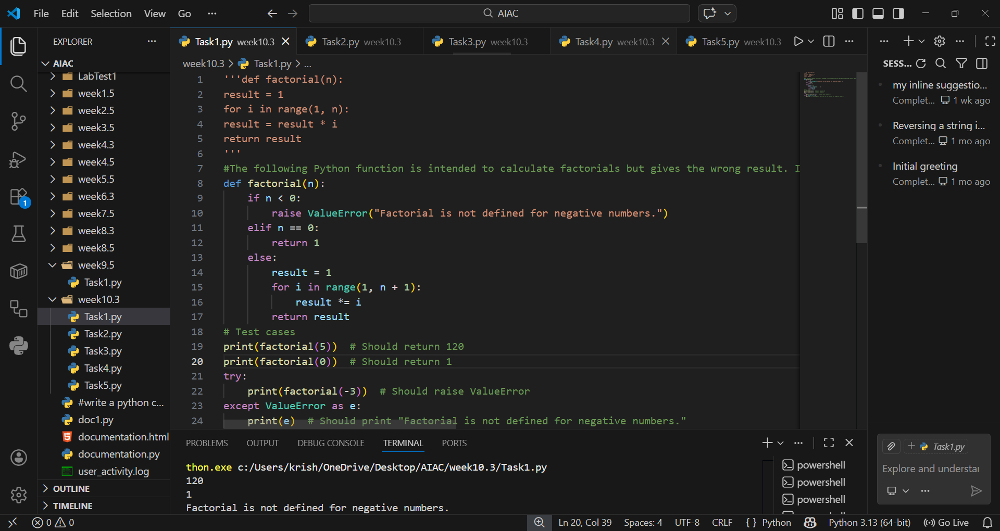 File Edit Selection View Go ···
AIAC
EXPLORER
Task1.py week10.3
Task2.py week10.3
Task3.py week10.3
Task4.py week10.3
Task5.py week10.3
week10.3 > Task1.py > ...
AIAC
LabTest1
week1.5
week2.5
week3.5
week4.3
week4.5
week5.5
week6.3
week7.5
week8.3
week8.5
week9.5
Task1.py
week10.3
Task1.py
Task2.py
Task3.py
Task4.py
Task5.py
#write a python c...
doc1.py
documentation.html
documentation.py
user_activity.log
OUTLINE
TIMELINE
1
1 '''def factorial(n):
2 result = 1
3 for i in range(1, n):
4 result = result * i
5 return result
6 '''
7 #The following Python function is intended to calculate factorials but gives the wrong result. I
8 def factorial(n):
9 if n < 0:
10 raise ValueError("Factorial is not defined for negative numbers.")
11 elif n == 0:
12 return 1
13 else:
14 result = 1
15 for i in range(1, n + 1):
16 result *= i
17 return result
18 # Test cases
19 print(factorial(5)) # Should return 120
20 print(factorial(0)) # Should return 1
21 try:
22 print(factorial(-3)) # Should raise ValueError
23 except ValueError as e:
24 print(e) # Should print "Factorial is not defined for negative numbers."
SESS...
my inline suggestio...
Complet... 1 wk ago
Reversing a string i...
Complet... 1 mo ago
Initial greeting
Complet... 1 mo ago
PROBLEMS OUTPUT DEBUG CONSOLE TERMINAL PORTS
thon.exe c:/Users/krish/OneDrive/Desktop/AIAC/week10.3/Task1.py
120
1
Factorial is not defined for negative numbers.
powershell
powershell
powershell
Task1.py
Explore and understa
0 0
Ln 20, Col 39 Spaces: 4 UTF-8 CRLF { } Python Python 3.13 (64-bit) Go Live